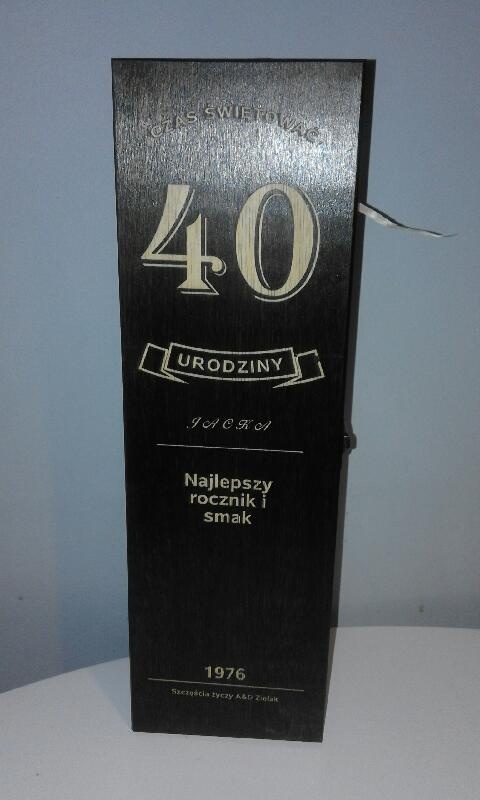 CZAS ŚWIĘTOWAĆ
40
URODZINY
JACKA
Najlepszy
rocznik i
smak
1976
Szczęścia życzy A&D Zielak